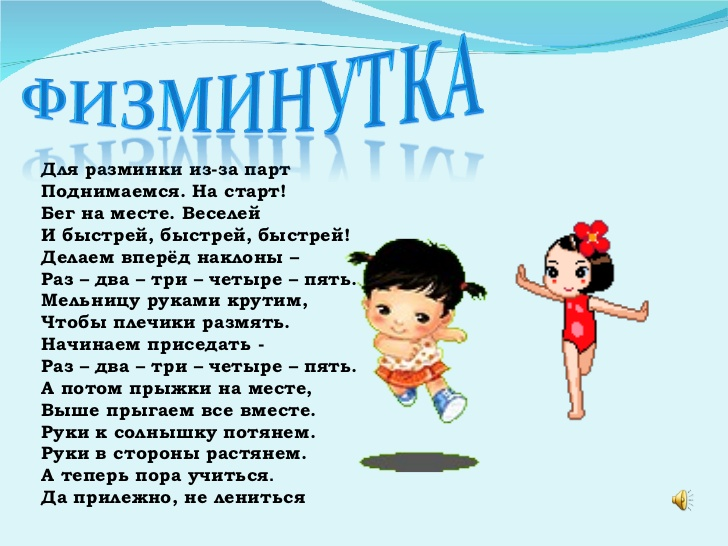 ФИЗМИНУТКА
Для разминки из-за парт
Поднимаемся. На старт!
Бег на месте. Веселей
И быстрей, быстрей, быстрей!
Делаем вперёд наклоны –
Раз – два – три – четыре – пять.
Мельницу руками крутим,
Чтобы плечики размять.
Начинаем приседать -
Раз – два – три – четыре – пять.
А потом прыжки на месте,
Выше прыгаем все вместе.
Руки к солнышку потянем.
Руки в стороны растянем.
А теперь пора учиться.
Да прилежно, не лениться